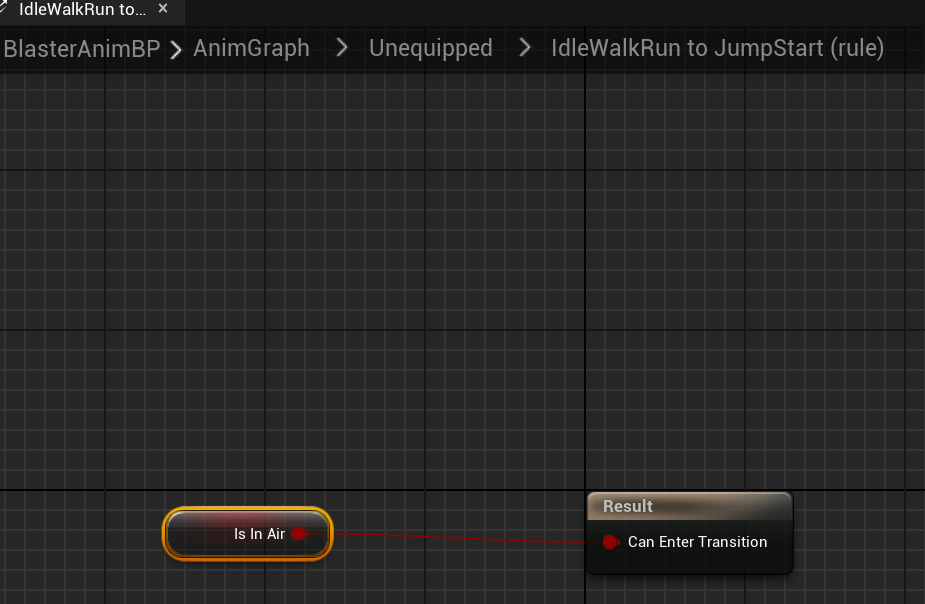 IdleWalkRun to...
BlasterAnimBP > AnimGraph > Unequipped > IdleWalkRun to JumpStart (rule)
Result
Is In Air
Can Enter Transition